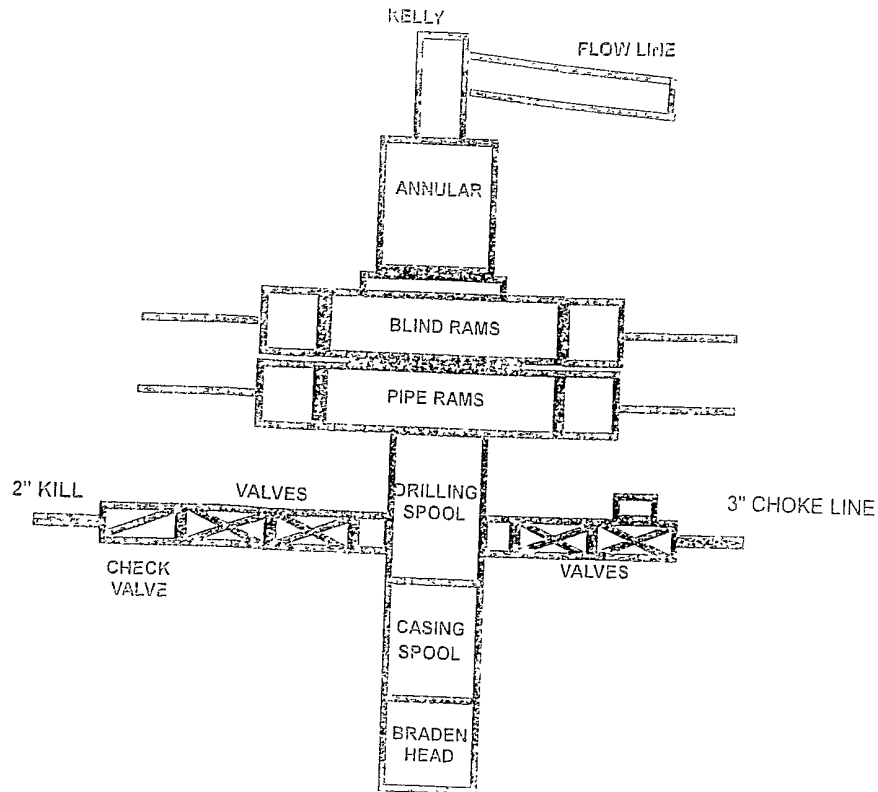 KELLY
FLOW LINE
ANNULAR
BLIND RAMS
PIPE RAMS
2" KILL
VALVES
DRILLING
SPOOL
3" CHOKE LINE
CHECK
VALVE
VALVES
CASING
SPOOL
BRADEN
HEAD